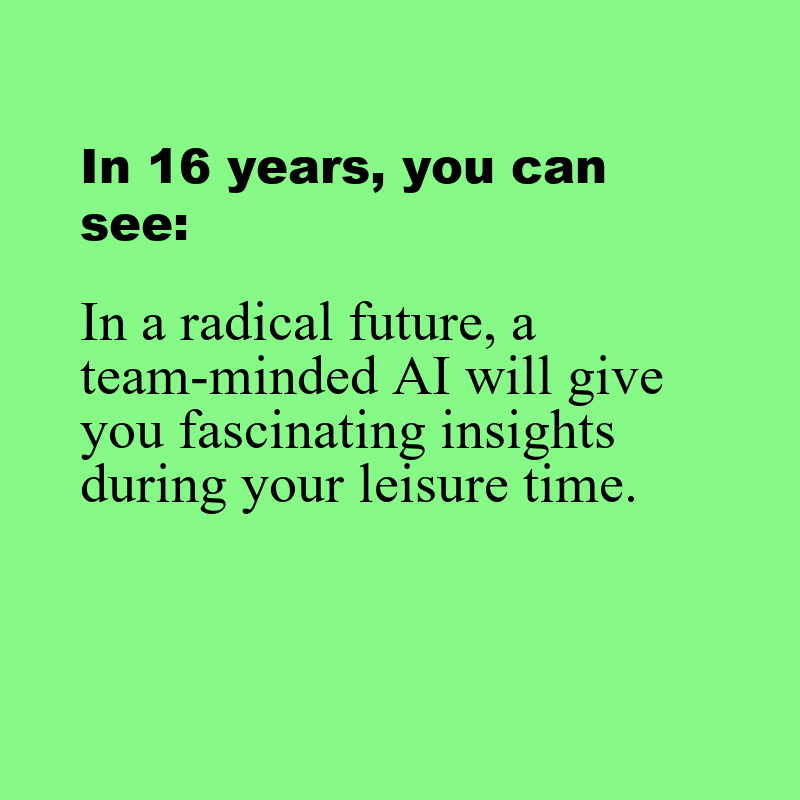 In 16 years, you can
see:
In a radical future, a
team-minded AI will give
you fascinating insights
during your leisure time.